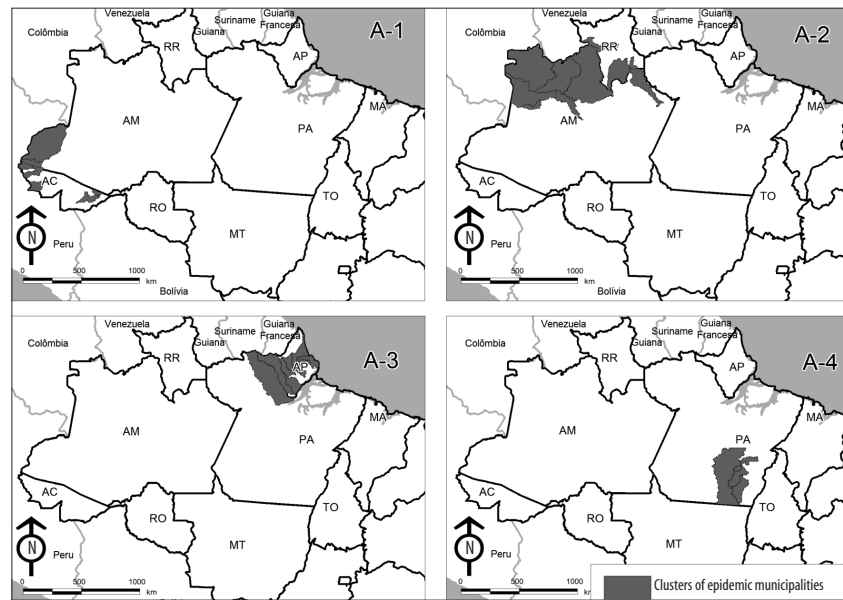 Venezuela
Suriname
Guiana
Francesa
Colômbia
RR
Guiana
A-1
AP
AM
PA
MA
AC
RO
TO
MT
N
Peru
0 500 1000
km
Bolívia
Venezuela
Suriname
Guiana
Francesa
Colômbia
RR
Guiana
A-2
AP
AM
PA
MA
AC
RO
TO
MT
N
Peru
0 500 1000
km
Bolívia
Venezuela
Suriname
Guiana
Francesa
Colômbia
RR
Guiana
A-3
AP
AM
PA
MA
AC
RO
TO
MT
N
Peru
0 500 1000
km
Venezuela
Suriname
Guiana
Francesa
Colômbia
RR
Guiana
A-4
AP
AM
PA
MA
AC
RO
TO
MT
N
Peru
0 500 1000
km
Clusters of epidemic municipalities